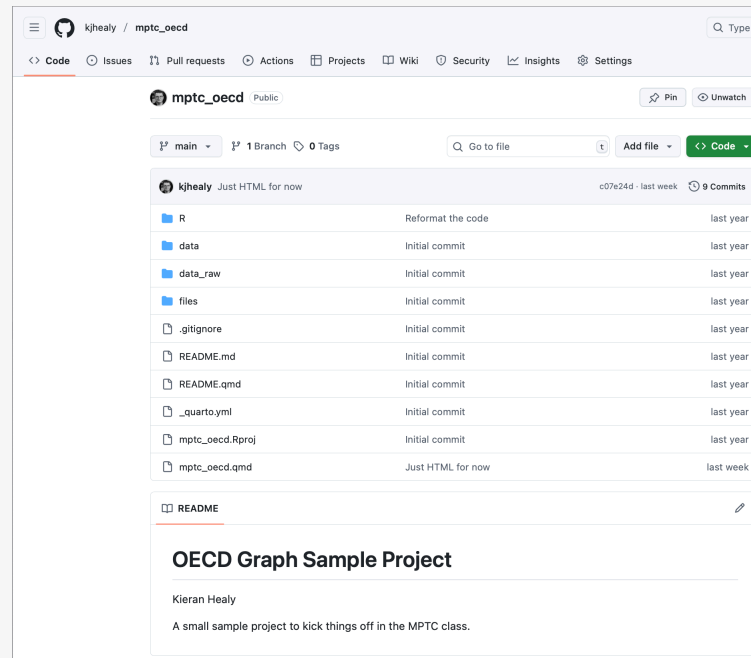 kjhealy / mptc_oecd
Type
Code Issues Pull requests Actions Projects Wiki Security Insights Settings
mptc_oecd Public Pin Unwatch
main 1 Branch 0 Tags Go to file t Add file Code
kjhealy Just HTML for now c07e24d · last week 9 Commits
R Reformat the code last year
data Initial commit last year
data_raw Initial commit last year
files Initial commit last year
.gitignore Initial commit last year
README.md Initial commit last year
README.qmd Initial commit last year
_quarto.yml Initial commit last year
mptc_oecd.Rproj Initial commit last year
mptc_oecd.qmd Just HTML for now last week
README
OECD Graph Sample Project
Kieran Healy
A small sample project to kick things off in the MPTC class.